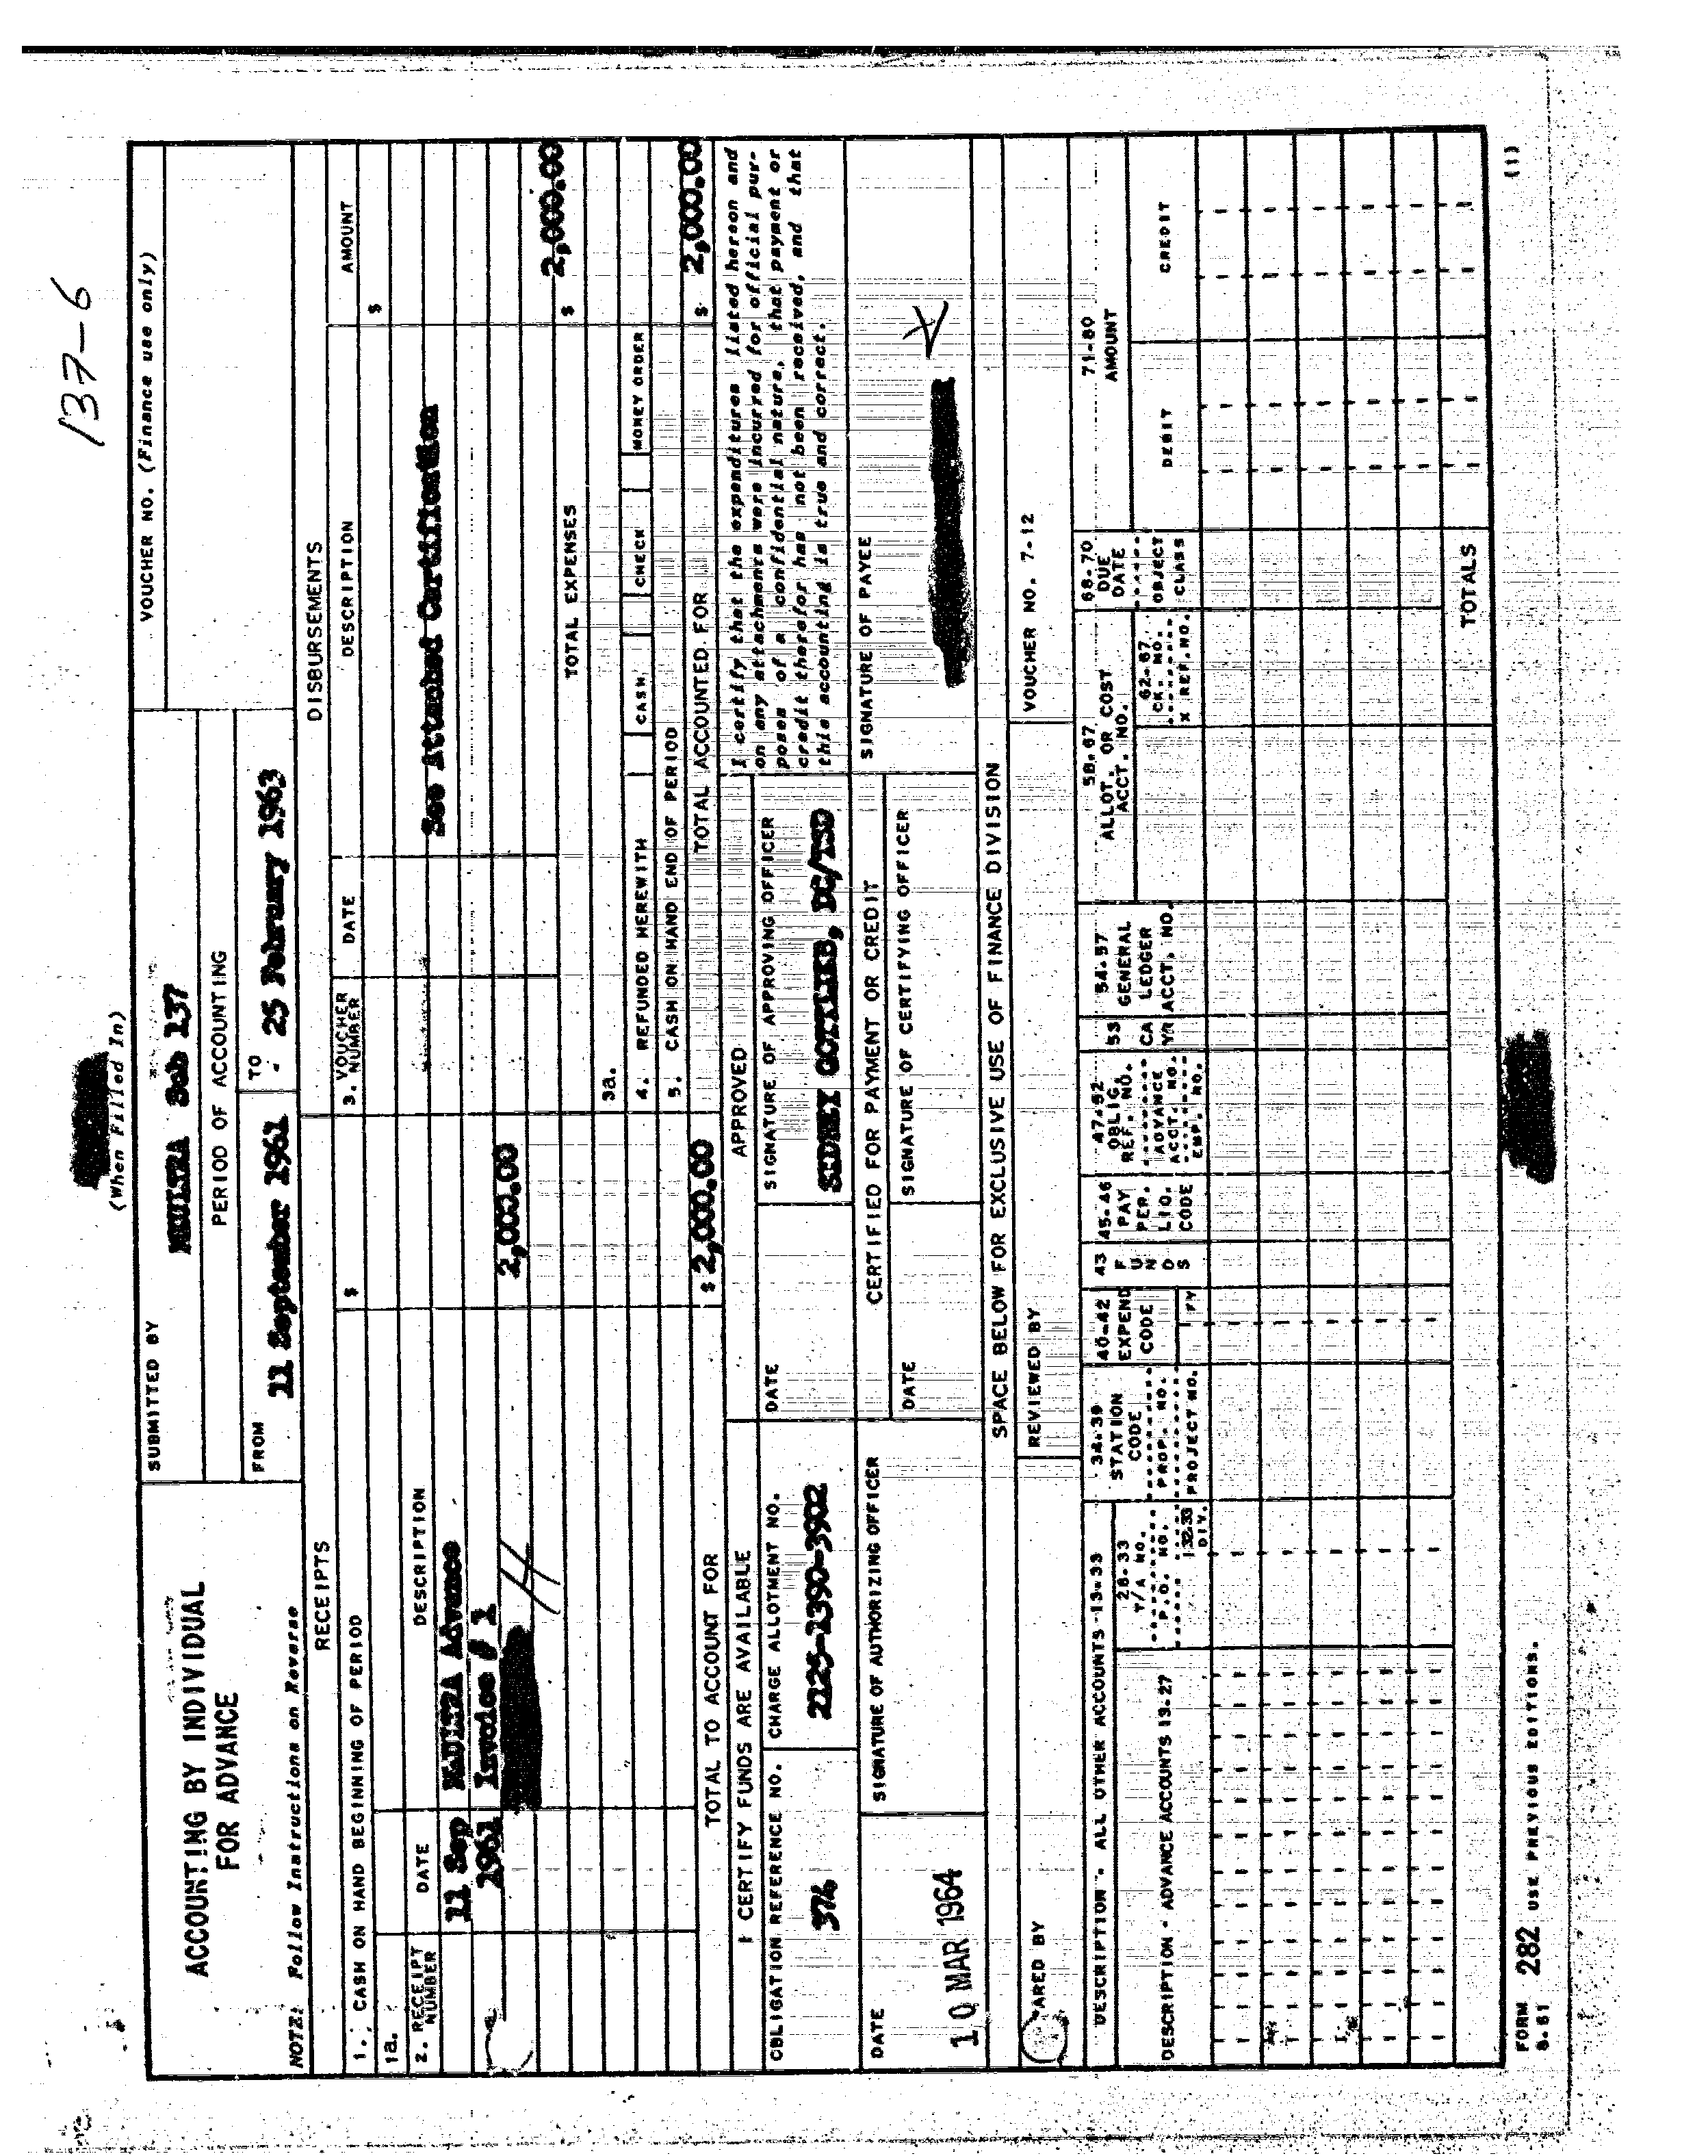 137-6
(When Filled In)
ACCOUNTING BY INDIVIDUAL
FOR ADVANCE
NOTE: Follow Instructions on Reverse
SUBMITTED BY
MKULTRA Sub 137
VOUCHER NO. (Finance use only)
PERIOD OF ACCOUNTING
FROM
11 September 1961
TO
25 February 1963
RECEIPTS
DISBURSEMENTS
1. CASH ON HAND BEGINNING OF PERIOD
$
3. VOUCHER NUMBER
DATE
DESCRIPTION
AMOUNT
1a.
$
2. RECEIPT NUMBER
DATE
DESCRIPTION
11 Sep
1961
MKULTRA Advance
Invoice # 1
2,000.00
See Attached Certification
TOTAL EXPENSES
$ 2,000.00
3a.
4. REFUNDED HEREWITH
CASH
CHECK
MONEY ORDER
5. CASH ON HAND END OF PERIOD
TOTAL TO ACCOUNT FOR
$ 2,000.00
TOTAL ACCOUNTED FOR
$ 2,000.00
I CERTIFY FUNDS ARE AVAILABLE
APPROVED
I certify that the expenditures listed hereon and
on any attachments were incurred for official pur-
poses of a confidential nature, that payment or
credit therefor has not been received, and that
this accounting is true and correct.
OBLIGATION REFERENCE NO.
374
CHARGE ALLOTMENT NO.
2125-1390-3902
DATE
SIGNATURE OF APPROVING OFFICER
SIDNEY GOTTLIEB, DC/TSD
DATE
10 MAR 1964
SIGNATURE OF AUTHORIZING OFFICER
CERTIFIED FOR PAYMENT OR CREDIT
DATE
SIGNATURE OF CERTIFYING OFFICER
SIGNATURE OF PAYEE
SPACE BELOW FOR EXCLUSIVE USE OF FINANCE DIVISION
ARED BY
REVIEWED BY
VOUCHER NO. 7-12
DESCRIPTION - ALL OTHER ACCOUNTS-13-33
DESCRIPTION - ADVANCE ACCOUNTS 13-27
28-33
T/A NO.
P.O. NO.
32-33
DIV.
34-39
STATION
CODE
PROP. NO.
PROJECT NO.
40-42
EXPEND
CODE
FY
43
FUNDS
45-46
PAY
PER.
LIQ.
CODE
47-52
OBLIG.
REF. NO.
ADVANCE
ACCT. NO.
EMP. NO.
53
CA
YR
54-57
GENERAL
LEDGER
ACCT. NO.
58-67
ALLOT. OR COST
ACCT. NO.
62-67
CK. NO.
X REF. NO.
68-70
DUE
DATE
OBJECT
CLASS
71-80
AMOUNT
DEBIT
CREDIT
TOTALS
FORM
8-61
282
USE PREVIOUS EDITIONS.
(1)